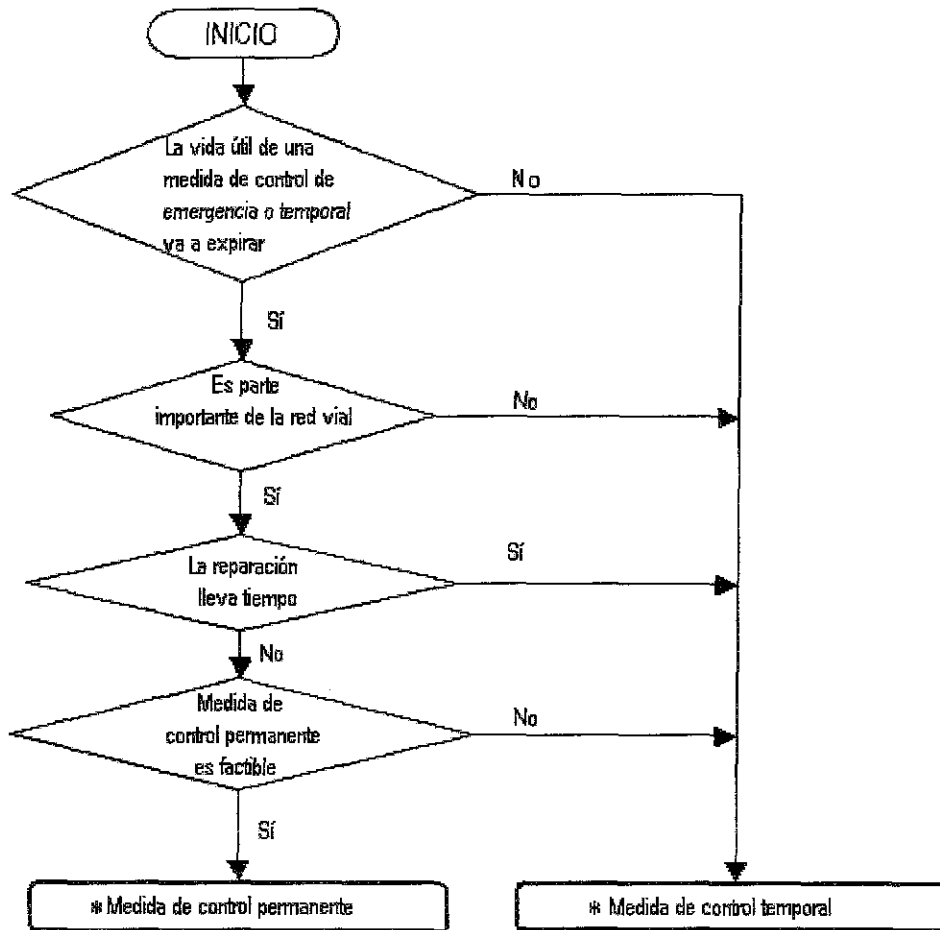 INICIO
La vida útil de una
medida de control de
emergencia o temporal
va a expirar
No
Sí
Es parte
importante de la red vial
No
Sí
La reparación
lleva tiempo
Sí
No
Medida de
control permanente
es factible
No
Sí
* Medida de control permanente
* Medida de control temporal